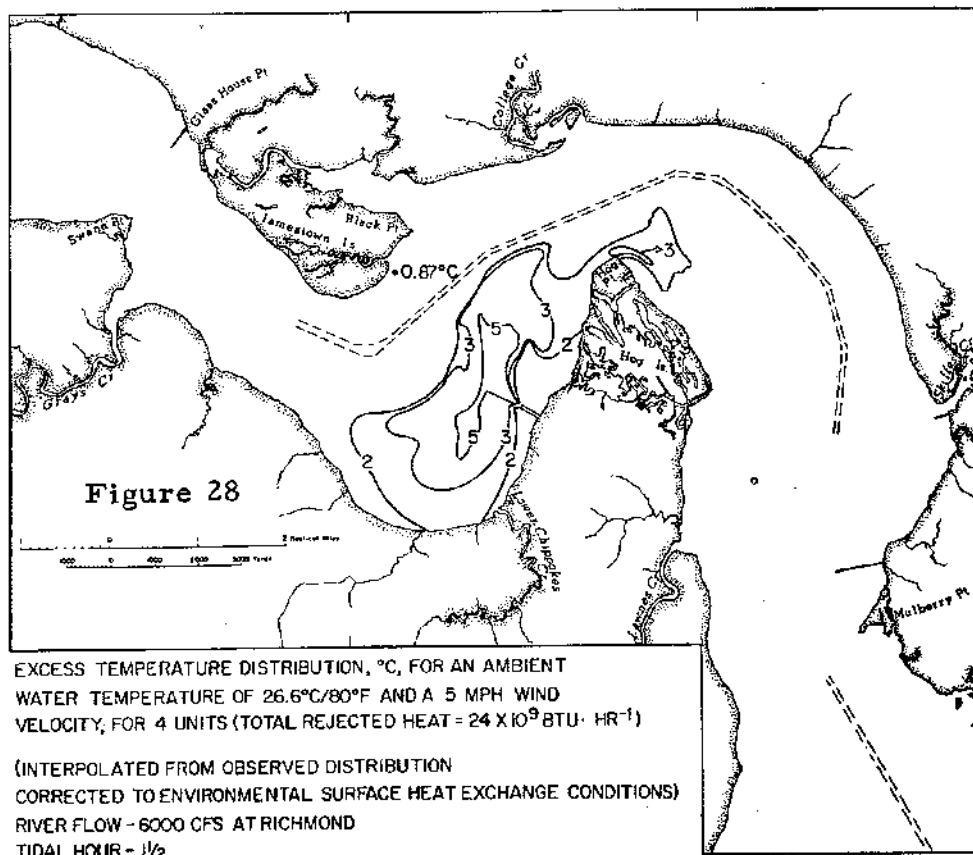 Glass House Pt
College Cr
Swann Pt
Black Pt
Jamestown Is
0.87°C
3
3
3
5
2
Hog Is
Grays Cr
2
5
3
2
Figure 28
Lower Chippokes
Mulberry Pt
EXCESS TEMPERATURE DISTRIBUTION, °C, FOR AN AMBIENT
WATER TEMPERATURE OF 26.6°C/80°F AND A 5 MPH WIND
VELOCITY, FOR 4 UNITS (TOTAL REJECTED HEAT = 24 X 10⁹ BTU · HR⁻¹)
(INTERPOLATED FROM OBSERVED DISTRIBUTION
CORRECTED TO ENVIRONMENTAL SURFACE HEAT EXCHANGE CONDITIONS)
RIVER FLOW - 6000 CFS AT RICHMOND
TIDAL HOUR - 1½